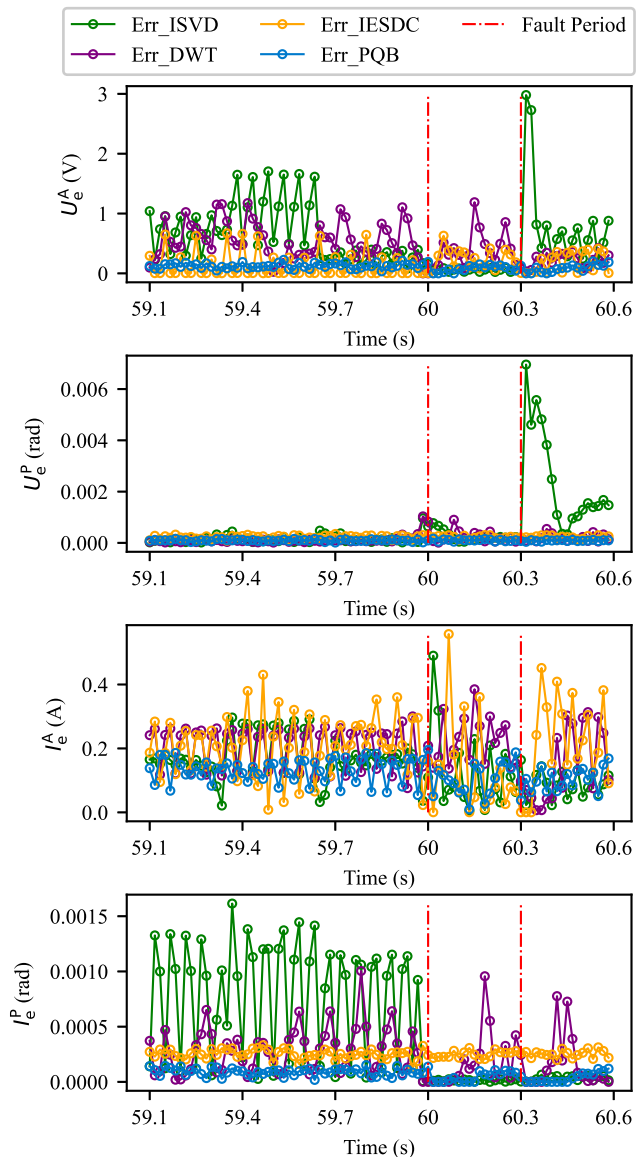 Err_ISVD Err_IESDC Fault Period
Err_DWT Err_PQB
3
2
1
0
U_e^A (V)
59.1 59.4 59.7 60 60.3 60.6
Time (s)
0.006
0.004
0.002
0.000
U_e^P (rad)
59.1 59.4 59.7 60 60.3 60.6
Time (s)
0.4
0.2
0.0
I_e^A (A)
59.1 59.4 59.7 60 60.3 60.6
Time (s)
0.0015
0.0010
0.0005
0.0000
I_e^P (rad)
59.1 59.4 59.7 60 60.3 60.6
Time (s)